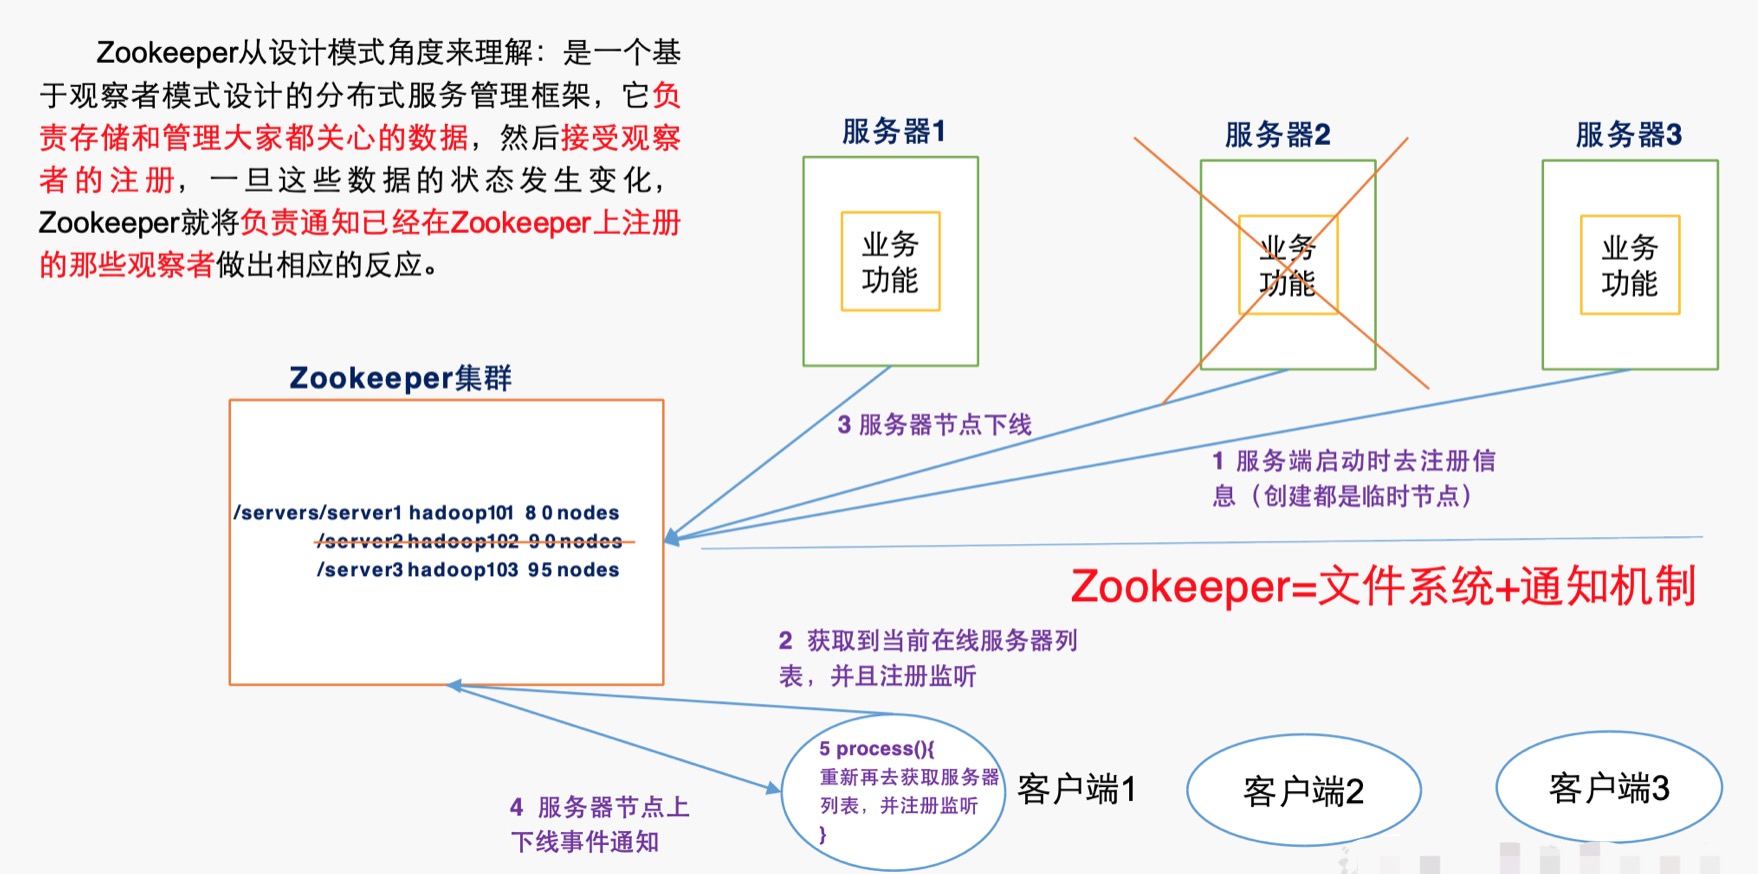 Zookeeper从设计模式角度来理解：是一个基
于观察者模式设计的分布式服务管理框架，它负
责存储和管理大家都关心的数据，然后接受观察
者的注册，一旦这些数据的状态发生变化，
Zookeeper就将负责通知已经在Zookeeper上注册
的那些观察者做出相应的反应。
服务器1
业务
功能
服务器2
业务
功能
服务器3
业务
功能
Zookeeper集群
/servers/server1 hadoop101 80 nodes
/server2 hadoop102 90 nodes
/server3 hadoop103 95 nodes
3 服务器节点下线
1 服务端启动时去注册信
息（创建都是临时节点）
Zookeeper=文件系统+通知机制
2 获取到当前在线服务器列
表，并且注册监听
4 服务器节点上
下线事件通知
5 process(){
重新再去获取服务器
列表，并注册监听
}
客户端1
客户端2
客户端3